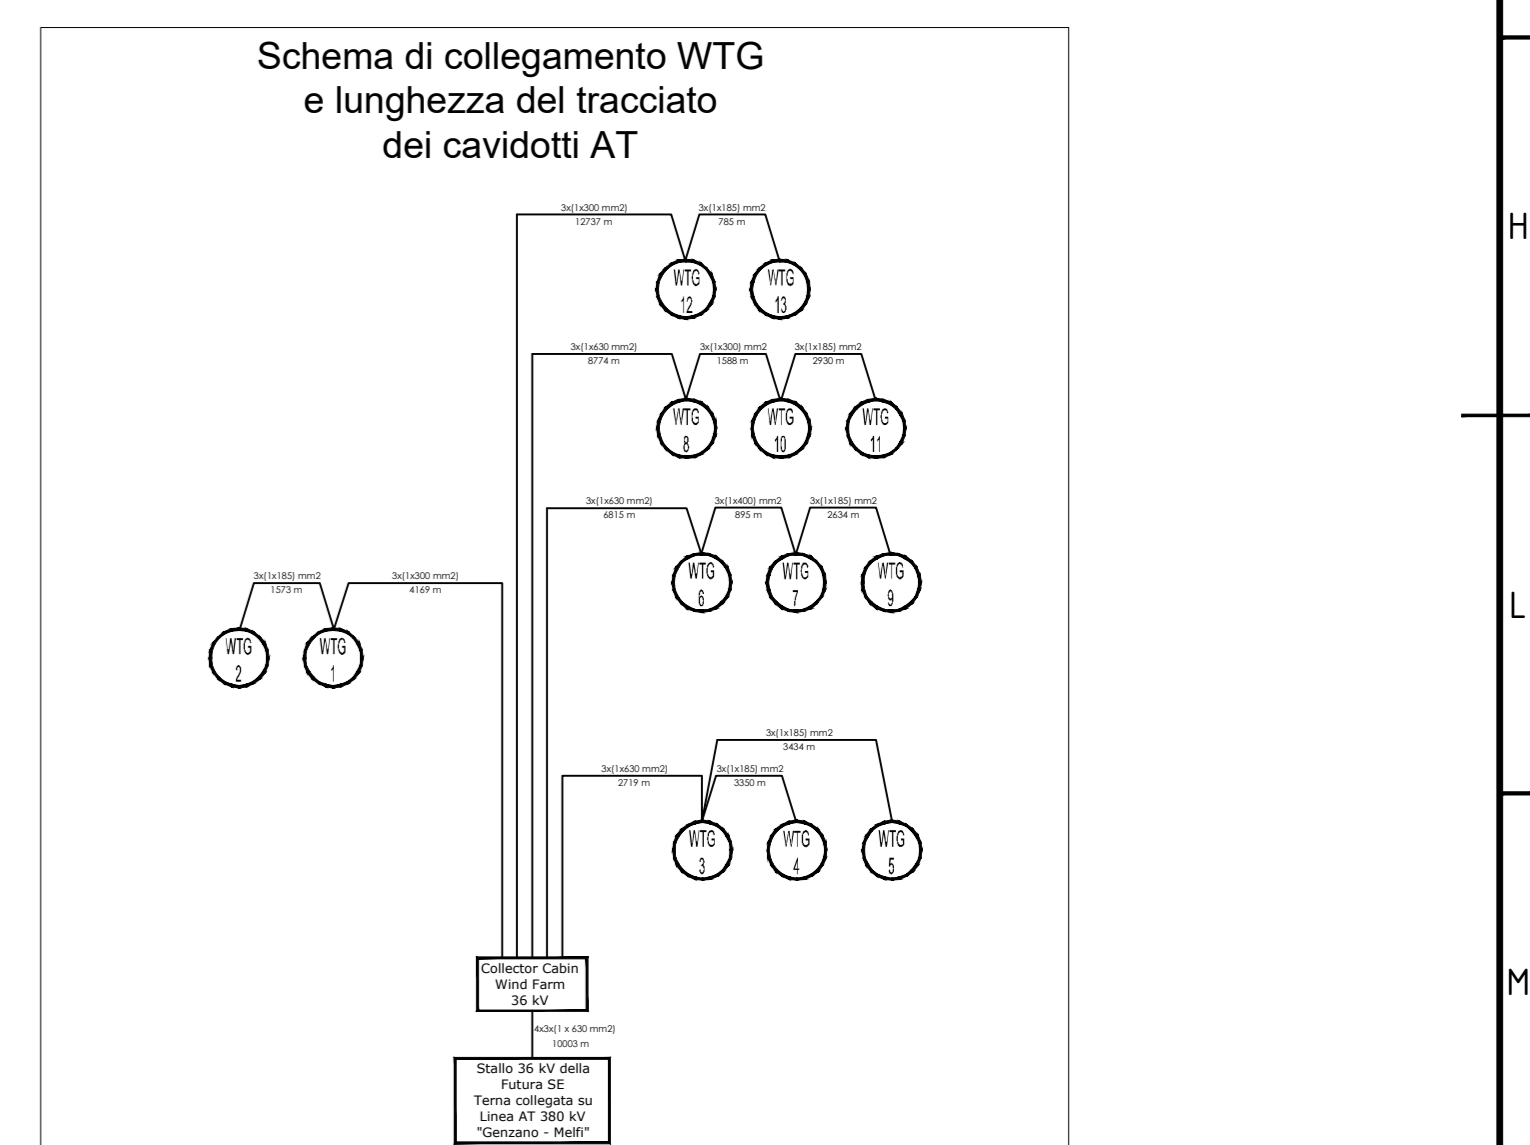 Schema di collegamento WTG
e lunghezza del tracciato
dei cavidotti AT
3x(1x300 mm2)
12737 m
3x(1x185) mm2
785 m
WTG
12
WTG
13
H
3x(1x630 mm2)
8774 m
3x(1x300) mm2
1588 m
3x(1x185) mm2
2930 m
WTG
8
WTG
10
WTG
11
3x(1x630 mm2)
6815 m
3x(1x400) mm2
895 m
3x(1x185) mm2
2634 m
WTG
6
WTG
7
WTG
9
L
3x(1x185) mm2
1573 m
3x(1x300 mm2)
4169 m
WTG
2
WTG
1
3x(1x185) mm2
3434 m
3x(1x630 mm2)
2719 m
3x(1x185) mm2
3350 m
WTG
3
WTG
4
WTG
5
Collector Cabin
Wind Farm
36 kV
M
4x3x(1 x 630 mm2)
10003 m
Stallo 36 kV della
Futura SE
Terna collegata su
Linea AT 380 kV
"Genzano - Melfi"